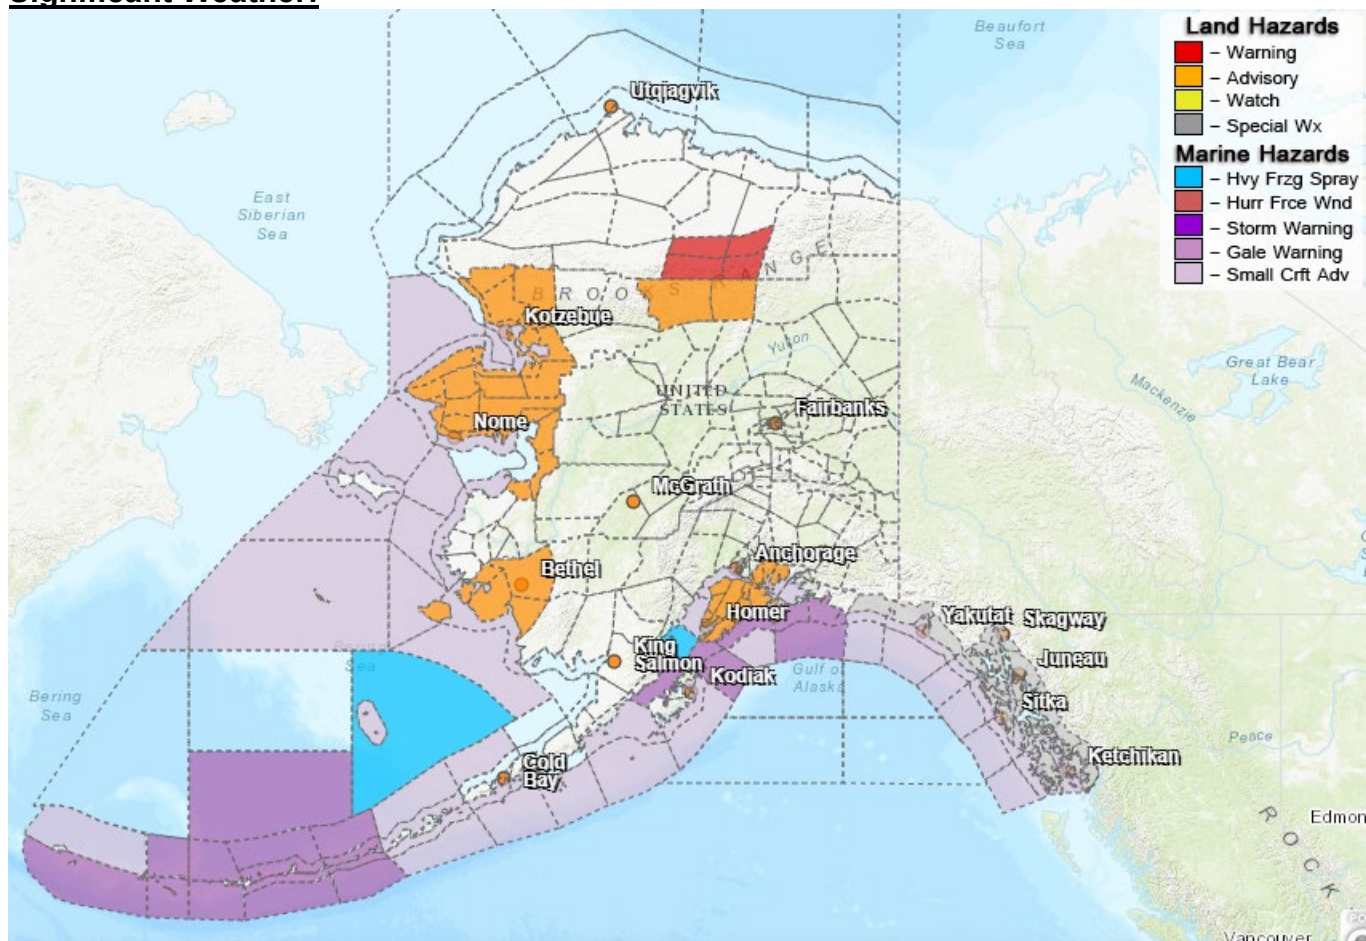 Significant Weather:
Beaufort
Sea
Land Hazards
– Warning
– Advisory
– Watch
– Special Wx
Marine Hazards
– Hvy Frzg Spray
– Hurr Frce Wnd
– Storm Warning
– Gale Warning
– Small Crft Adv
Utqiagvik
East
Siberian
Sea
BROOKS RANGE
Kotzebue
Yukon
Great Bear
Lake
Mackenzie
UNITED
STATES
Fairbanks
Nome
McGrath
Anchorage
Bethel
Homer
Yakutat
Skagway
King
Salmon
Juneau
Kodiak
Gulf of
Alaska
Bering
Sea
Sitka
Peace
Ketchikan
Cold
Bay
Edmon
ROCK
Vancouver